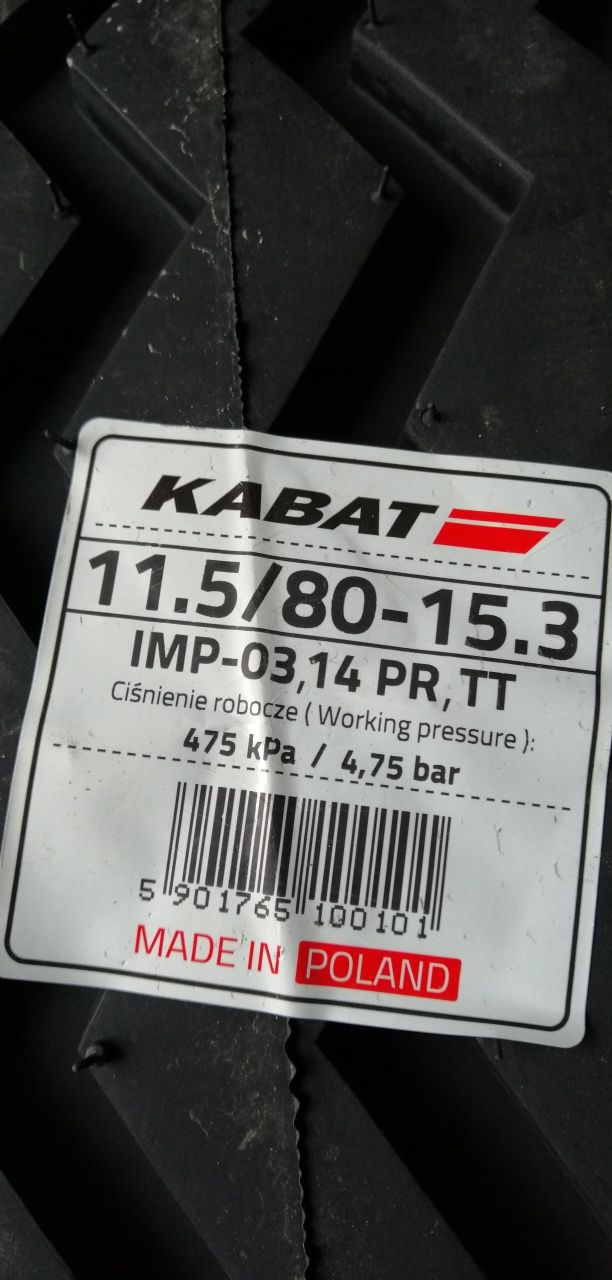 KABAT
11.5/80-15.3
IMP-03,14 PR, TT
Ciśnienie robocze ( Working pressure ):
475 kPa / 4,75 bar
5 901765 100101
MADE IN POLAND